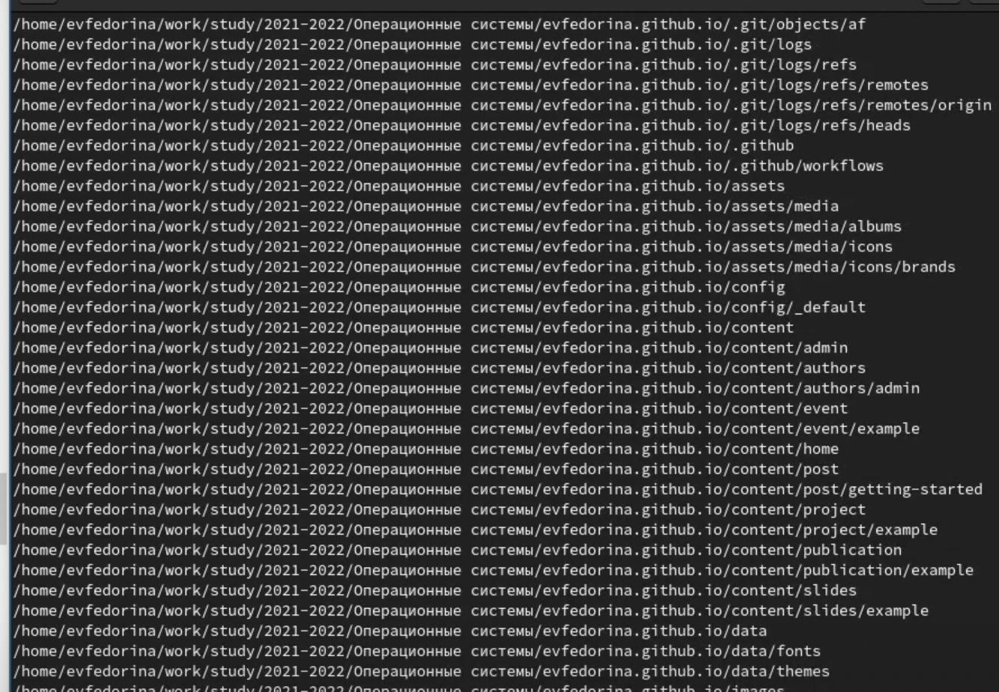 /home/evfedorina/work/study/2021-2022/Операционные системы/evfedorina.github.io/.git/objects/af
/home/evfedorina/work/study/2021-2022/Операционные системы/evfedorina.github.io/.git/logs
/home/evfedorina/work/study/2021-2022/Операционные системы/evfedorina.github.io/.git/logs/refs
/home/evfedorina/work/study/2021-2022/Операционные системы/evfedorina.github.io/.git/logs/refs/remotes
/home/evfedorina/work/study/2021-2022/Операционные системы/evfedorina.github.io/.git/logs/refs/remotes/origin
/home/evfedorina/work/study/2021-2022/Операционные системы/evfedorina.github.io/.git/logs/refs/heads
/home/evfedorina/work/study/2021-2022/Операционные системы/evfedorina.github.io/.github
/home/evfedorina/work/study/2021-2022/Операционные системы/evfedorina.github.io/.github/workflows
/home/evfedorina/work/study/2021-2022/Операционные системы/evfedorina.github.io/assets
/home/evfedorina/work/study/2021-2022/Операционные системы/evfedorina.github.io/assets/media
/home/evfedorina/work/study/2021-2022/Операционные системы/evfedorina.github.io/assets/media/albums
/home/evfedorina/work/study/2021-2022/Операционные системы/evfedorina.github.io/assets/media/icons
/home/evfedorina/work/study/2021-2022/Операционные системы/evfedorina.github.io/assets/media/icons/brands
/home/evfedorina/work/study/2021-2022/Операционные системы/evfedorina.github.io/config
/home/evfedorina/work/study/2021-2022/Операционные системы/evfedorina.github.io/config/_default
/home/evfedorina/work/study/2021-2022/Операционные системы/evfedorina.github.io/content
/home/evfedorina/work/study/2021-2022/Операционные системы/evfedorina.github.io/content/admin
/home/evfedorina/work/study/2021-2022/Операционные системы/evfedorina.github.io/content/authors
/home/evfedorina/work/study/2021-2022/Операционные системы/evfedorina.github.io/content/authors/admin
/home/evfedorina/work/study/2021-2022/Операционные системы/evfedorina.github.io/content/event
/home/evfedorina/work/study/2021-2022/Операционные системы/evfedorina.github.io/content/event/example
/home/evfedorina/work/study/2021-2022/Операционные системы/evfedorina.github.io/content/home
/home/evfedorina/work/study/2021-2022/Операционные системы/evfedorina.github.io/content/post
/home/evfedorina/work/study/2021-2022/Операционные системы/evfedorina.github.io/content/post/getting-started
/home/evfedorina/work/study/2021-2022/Операционные системы/evfedorina.github.io/content/project
/home/evfedorina/work/study/2021-2022/Операционные системы/evfedorina.github.io/content/project/example
/home/evfedorina/work/study/2021-2022/Операционные системы/evfedorina.github.io/content/publication
/home/evfedorina/work/study/2021-2022/Операционные системы/evfedorina.github.io/content/publication/example
/home/evfedorina/work/study/2021-2022/Операционные системы/evfedorina.github.io/content/slides
/home/evfedorina/work/study/2021-2022/Операционные системы/evfedorina.github.io/content/slides/example
/home/evfedorina/work/study/2021-2022/Операционные системы/evfedorina.github.io/data
/home/evfedorina/work/study/2021-2022/Операционные системы/evfedorina.github.io/data/fonts
/home/evfedorina/work/study/2021-2022/Операционные системы/evfedorina.github.io/data/themes
/home/evfedorina/work/study/2021-2022/Операционные системы/evfedorina.github.io/images